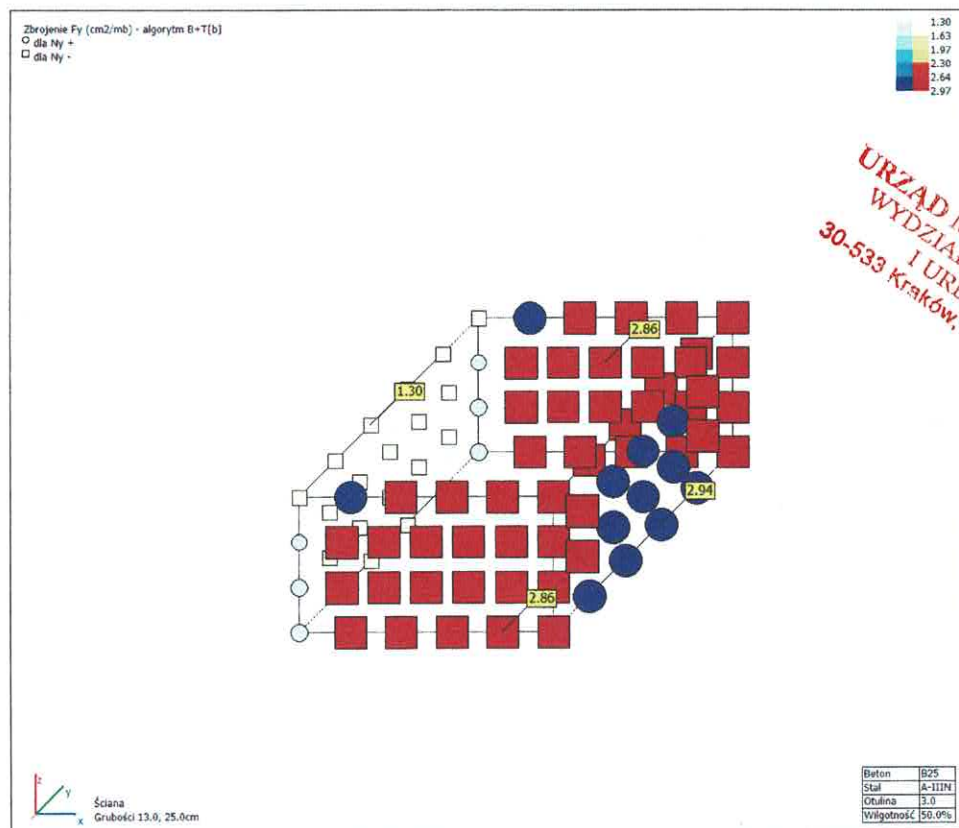 Zbrojenie Fy (cm2/mb) - algorytm B+T[b]
dla Ny +
dla Ny -
1.30
1.63
1.97
2.30
2.64
2.97
URZĄD
WYDZIA
I URB
30-533 Kraków,
2.86
1.30
2.94
2.86
z
y
x
Ściana
Grubości 13.0, 25.0cm
Beton B25
Stal A-IIIN
Otulina 3.0
Wilgotność 50.0%